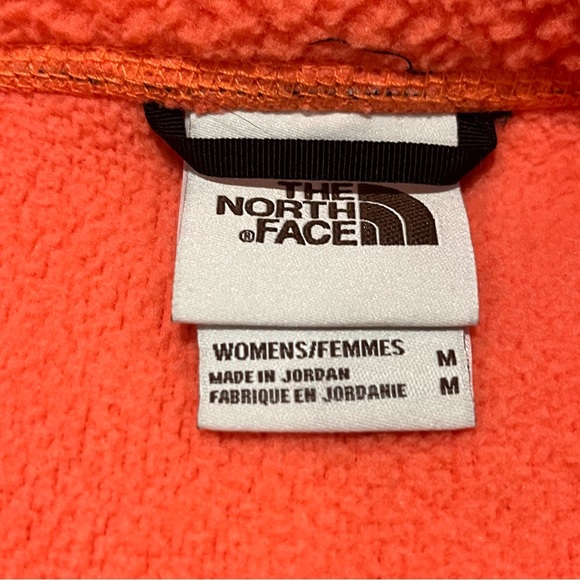 THE
NORTH
®FACE
WOMENS/FEMMES M
MADE IN JORDAN
FABRIQUE EN JORDANIE M